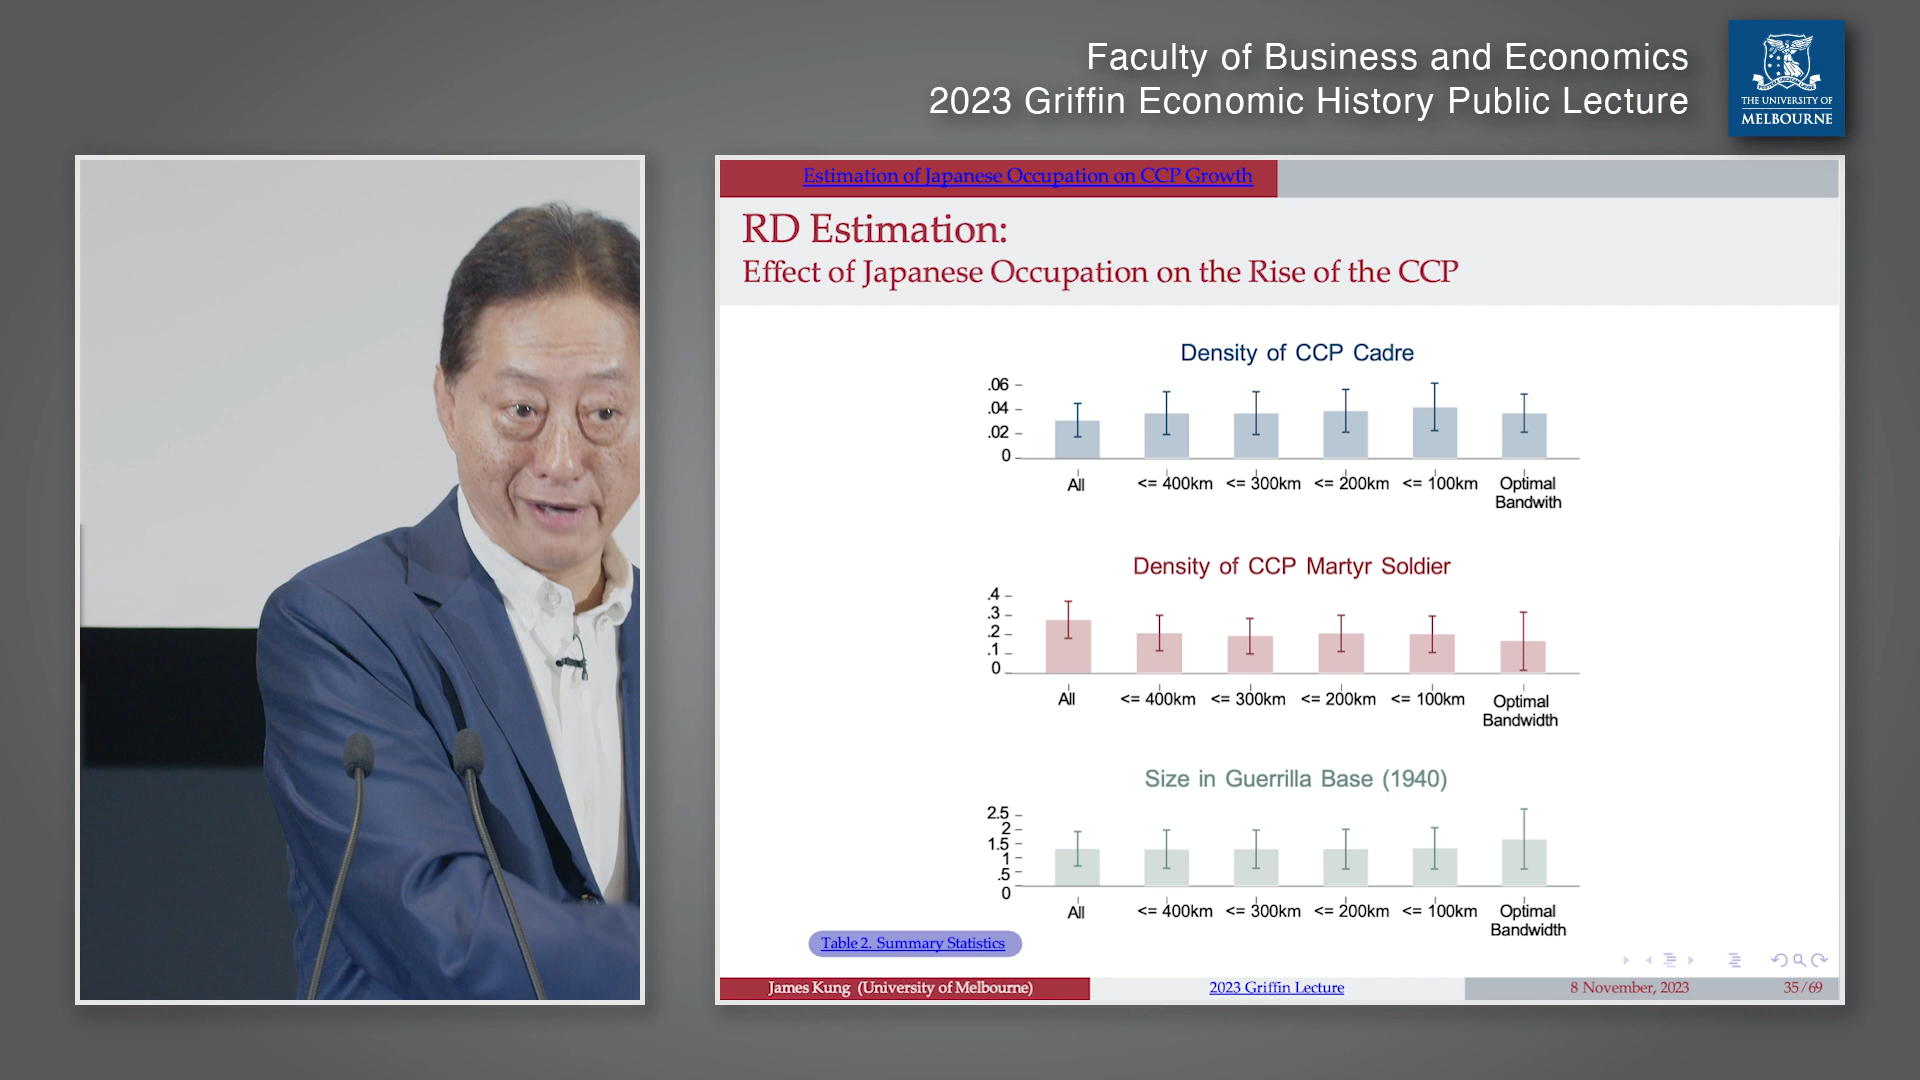 Faculty of Business and Economics
2023 Griffin Economic History Public Lecture
THE UNIVERSITY OF
MELBOURNE
Estimation of Japanese Occupation on CCP Growth
RD Estimation:
Effect of Japanese Occupation on the Rise of the CCP
Density of CCP Cadre
.06
.04
.02
0
All <= 400km <= 300km <= 200km <= 100km Optimal
Bandwith
Density of CCP Martyr Soldier
.4
.3
.2
.1
0
All <= 400km <= 300km <= 200km <= 100km Optimal
Bandwidth
Size in Guerrilla Base (1940)
2.5
2
1.5
1
.5
0
All <= 400km <= 300km <= 200km <= 100km Optimal
Bandwidth
Table 2. Summary Statistics
James Kung (University of Melbourne) 2023 Griffin Lecture 8 November, 2023 35/69